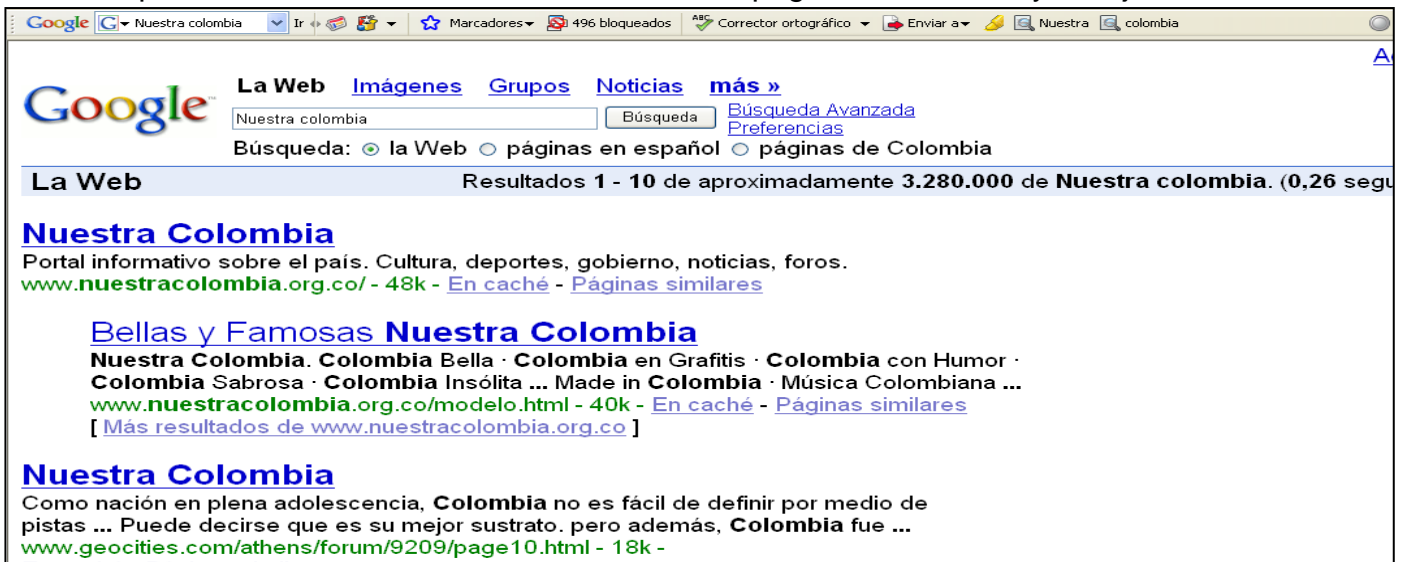 Google G Nuestra colombia Ir Marcadores 496 bloqueados ABC Corrector ortográfico Enviar a Nuestra colombia
La Web Imágenes Grupos Noticias más »
Google Nuestra colombia Búsqueda Búsqueda Avanzada
Preferencias
Búsqueda: la Web páginas en español páginas de Colombia
La Web Resultados 1 - 10 de aproximadamente 3.280.000 de Nuestra colombia. (0,26 segu
Nuestra Colombia
Portal informativo sobre el país. Cultura, deportes, gobierno, noticias, foros.
www.nuestracolombia.org.co/ - 48k - En caché - Páginas similares
Bellas y Famosas Nuestra Colombia
Nuestra Colombia. Colombia Bella · Colombia en Grafitis · Colombia con Humor ·
Colombia Sabrosa · Colombia Insólita ... Made in Colombia · Música Colombiana ...
www.nuestracolombia.org.co/modelo.html - 40k - En caché - Páginas similares
[ Más resultados de www.nuestracolombia.org.co ]
Nuestra Colombia
Como nación en plena adolescencia, Colombia no es fácil de definir por medio de
pistas ... Puede decirse que es su mejor sustrato. pero además, Colombia fue ...
www.geocities.com/athens/forum/9209/page10.html - 18k -